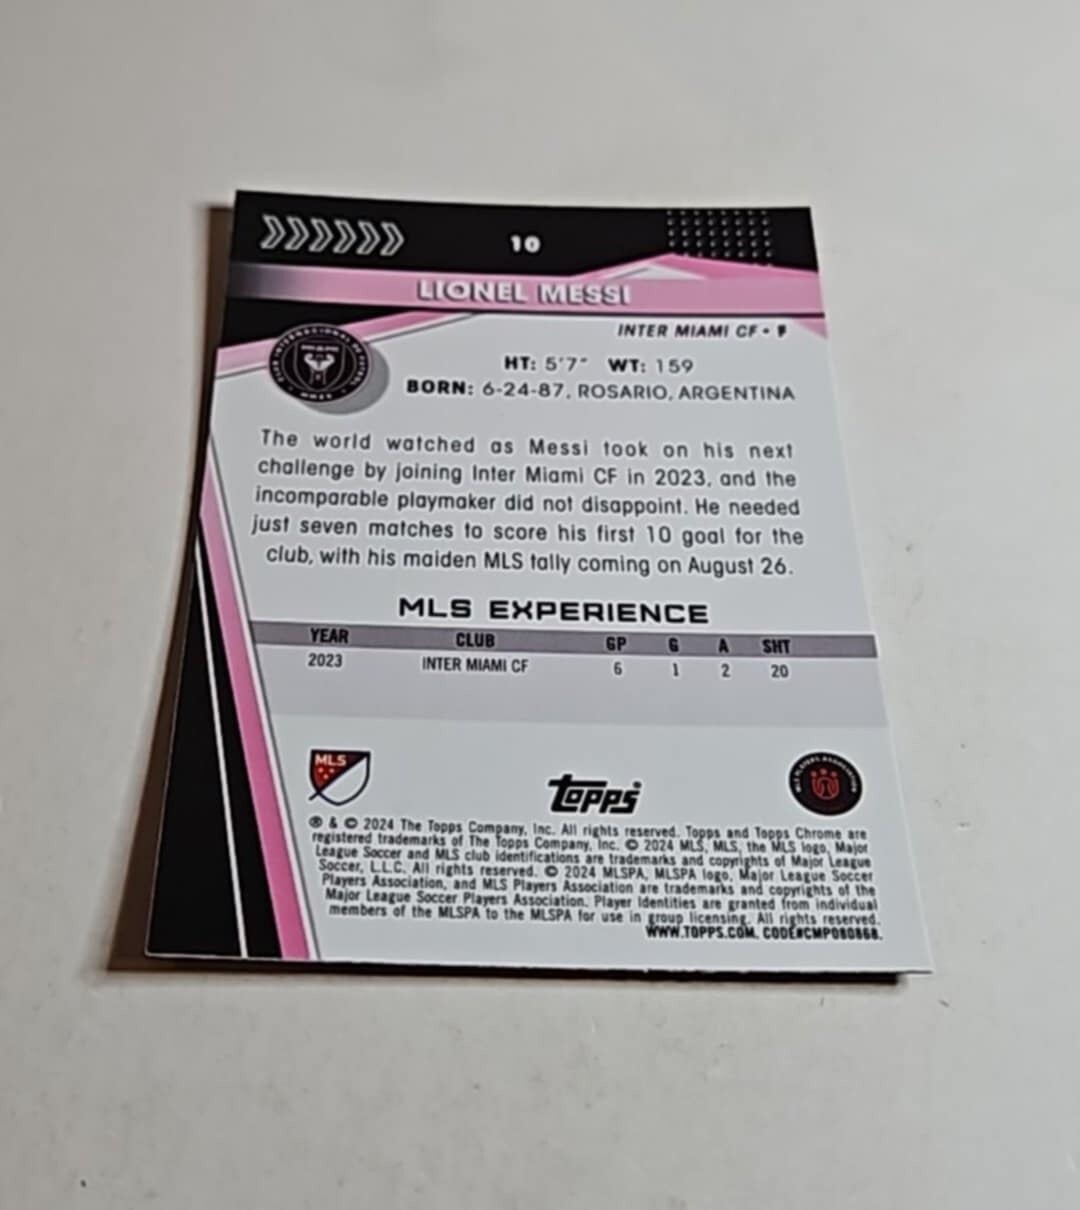 10
LIONEL MESSI
INTER MIAMI CF • F
HT: 5'7" WT: 159
BORN: 6-24-87, ROSARIO, ARGENTINA
The world watched as Messi took on his next
challenge by joining Inter Miami CF in 2023, and the
incomparable playmaker did not disappoint. He needed
just seven matches to score his first 10 goal for the
club, with his maiden MLS tally coming on August 26.
MLS EXPERIENCE
YEAR CLUB GP G A SHT
2023 INTER MIAMI CF 6 1 2 20
MLS
Topps
® & © 2024 The Topps Company, Inc. All rights reserved. Topps and Topps Chrome are
registered trademarks of The Topps Company, Inc. © 2024 MLS, MLS, the MLS logo, Major
League Soccer and MLS club identifications are trademarks and copyrights of Major League
Soccer, L.L.C. All rights reserved. © 2024 MLSPA, MLSPA logo, Major League Soccer
Players Association, and MLS Players Association are trademarks and copyrights of the
Major League Soccer Players Association. Player Identities are granted from individual
members of the MLSPA to the MLSPA for use in group licensing. All rights reserved.
WWW.TOPPS.COM. CODE#CMP080868.